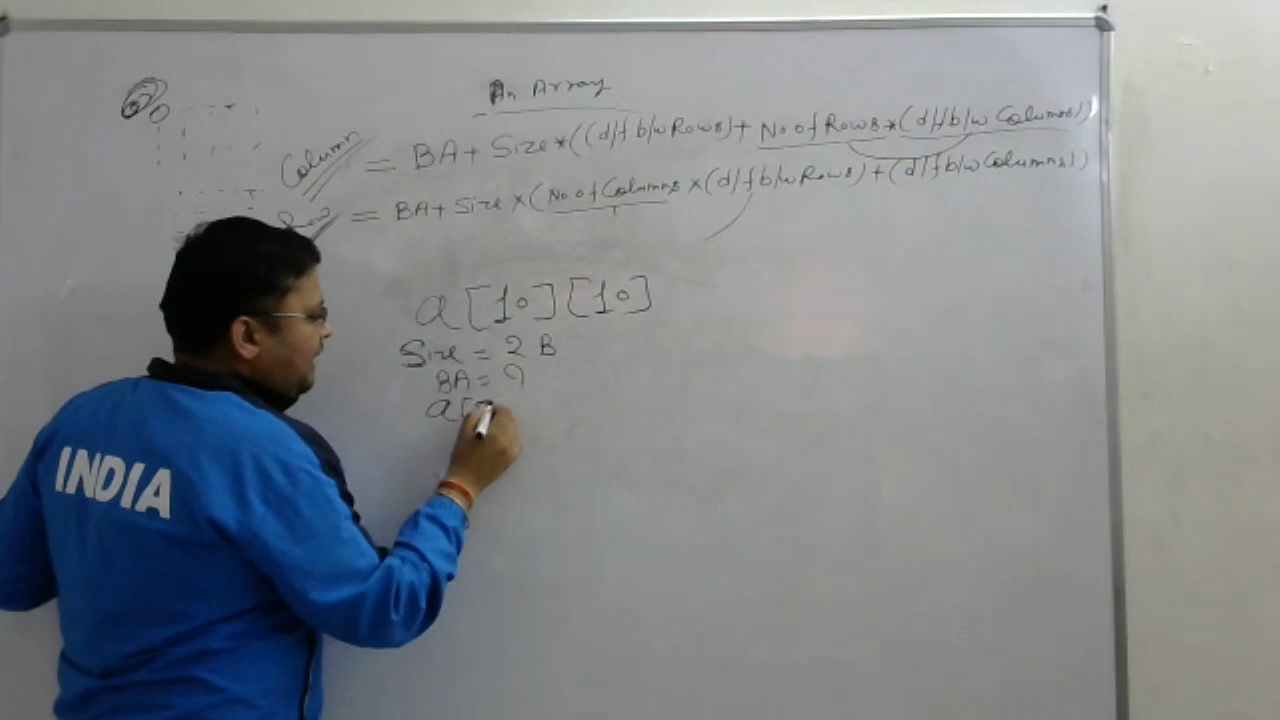 An Array
Column = BA + Size * ((d/f b/w Rows) + No of Rows * (d/f b/w Columns))
Row = BA + Size × (No of Columns × (d/f b/w Rows) + (d/f b/w Columns))
a[10][10]
Size = 2 B
BA = ?
a[
INDIA